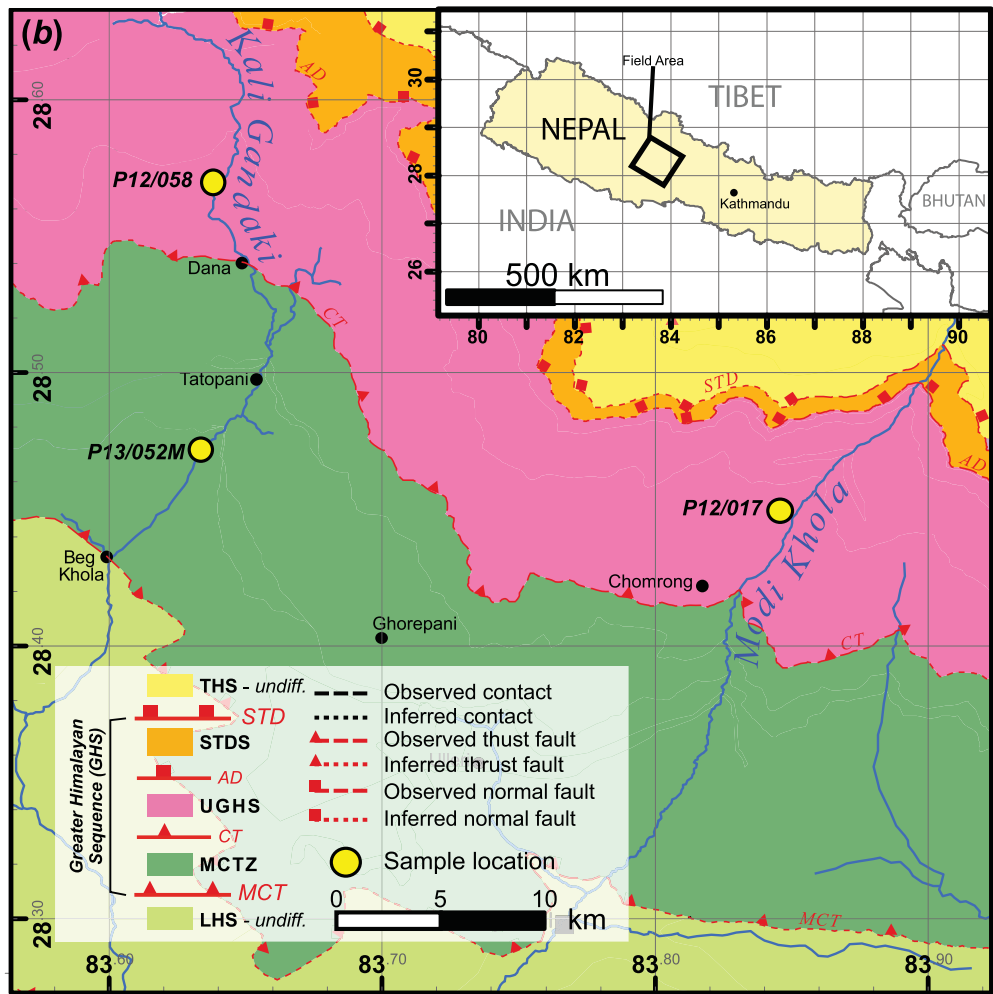 (b)
Kali Gandaki
AD
P12/058
Dana
CT
Tatopani
P13/052M
Beg
Khola
Ghorepani
Chomrong
P12/017
Modi Khola
STD
AD
CT
MCT
Field Area
TIBET
NEPAL
INDIA
Kathmandu
BHUTAN
500 km
30
28
26
80
82
84
86
88
90
28.60
28.50
28.40
28.30
83.60
83.70
83.80
83.90
Greater Himalayan
Sequence (GHS)
THS - undiff.
STD
STDS
AD
UGHS
CT
MCTZ
MCT
LHS - undiff.
Observed contact
Inferred contact
Observed thust fault
Inferred thrust fault
Observed normal fault
Inferred normal fault
Sample location
0 5 10 km